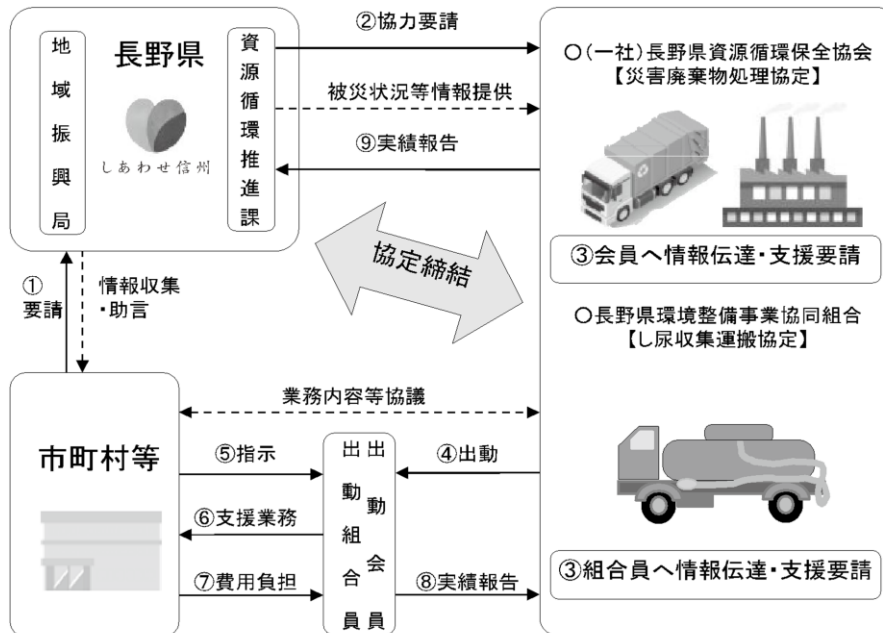 長野県
地域振興局
資源循環推進課
しあわせ信州
②協力要請
被災状況等情報提供
⑨実績報告
〇(一社)長野県資源循環保全協会
【災害廃棄物処理協定】
③会員へ情報伝達・支援要請
協定締結
①
要請
情報収集
・助言
〇長野県環境整備事業協同組合
【し尿収集運搬協定】
業務内容等協議
市町村等
⑤指示
④出動
出動会員
出動組合員
⑥支援業務
⑦費用負担
⑧実績報告
③組合員へ情報伝達・支援要請